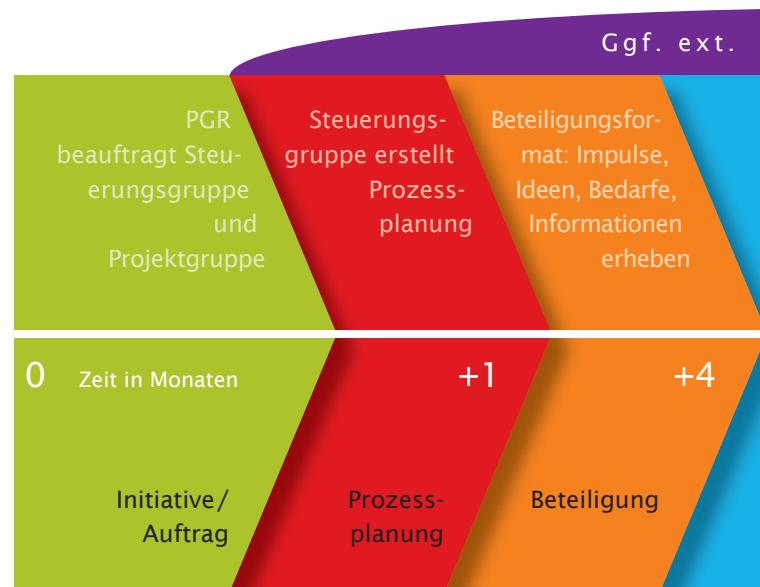 Ggf. ext.
PGR
beauftragt Steu-
erungsgruppe
und
Projektgruppe
Steuerungs-
gruppe erstellt
Prozess-
planung
Beteiligungsfor-
mat: Impulse,
Ideen, Bedarfe,
Informationen
erheben
0 Zeit in Monaten
+1
+4
Initiative/
Auftrag
Prozess-
planung
Beteiligung